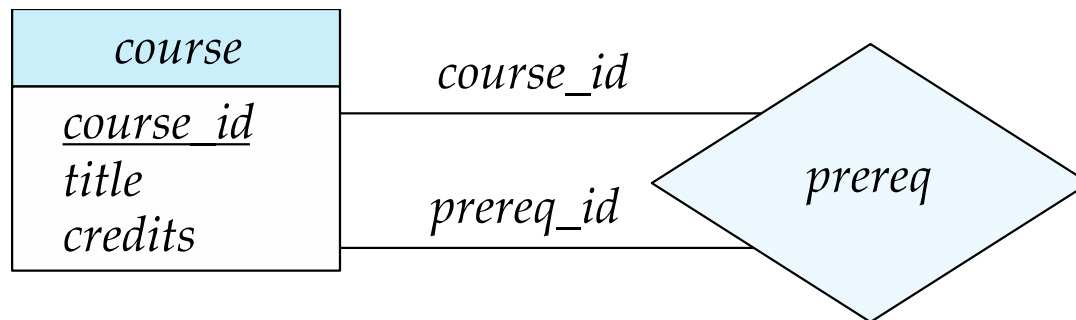 course
course_id
title
credits
course_id
prereq_id
prereq